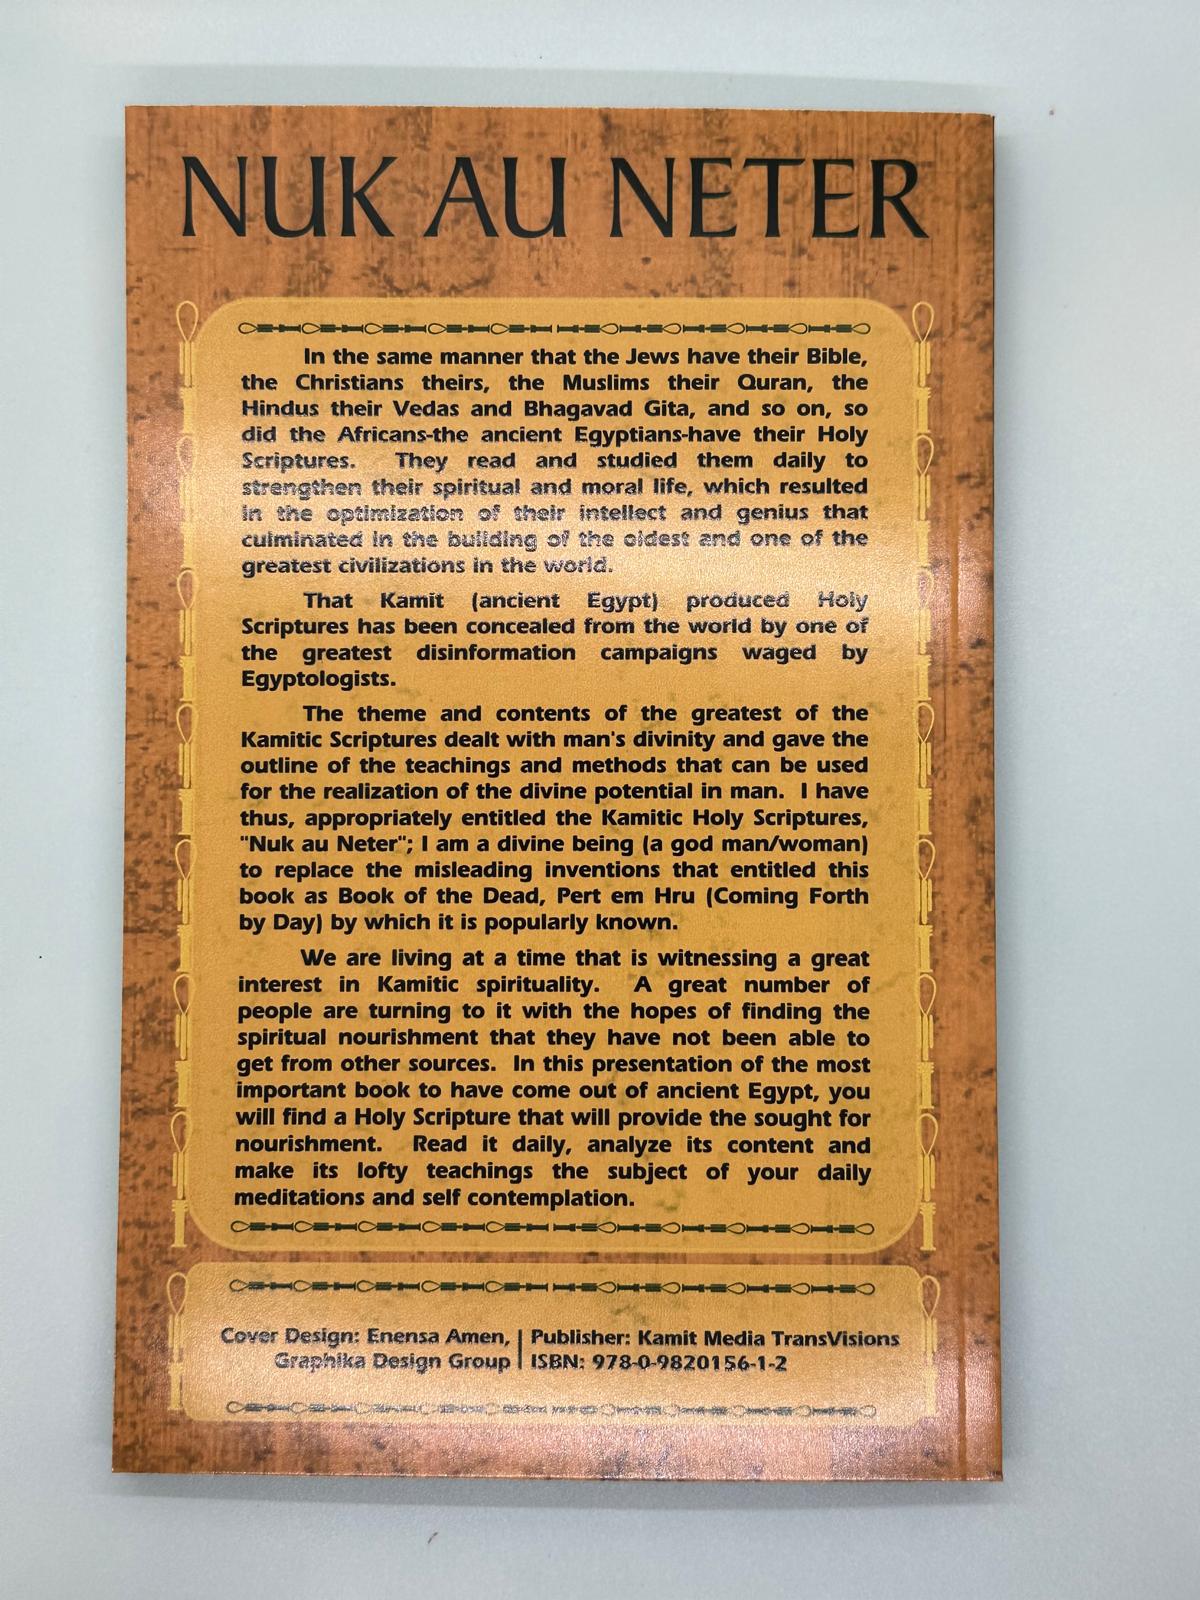 NUK AU NETER
In the same manner that the Jews have their Bible,
the Christians theirs, the Muslims their Quran, the
Hindus their Vedas and Bhagavad Gita, and so on, so
did the Africans-the ancient Egyptians-have their Holy
Scriptures. They read and studied them daily to
strengthen their spiritual and moral life, which resulted
in the optimization of their intellect and genius that
culminated in the building of the oldest and one of the
greatest civilizations in the world.
That Kamit (ancient Egypt) produced Holy
Scriptures has been concealed from the world by one of
the greatest disinformation campaigns waged by
Egyptologists.
The theme and contents of the greatest of the
Kamitic Scriptures dealt with man's divinity and gave the
outline of the teachings and methods that can be used
for the realization of the divine potential in man. I have
thus, appropriately entitled the Kamitic Holy Scriptures,
"Nuk au Neter"; I am a divine being (a god man/woman)
to replace the misleading inventions that entitled this
book as Book of the Dead, Pert em Hru (Coming Forth
by Day) by which it is popularly known.
We are living at a time that is witnessing a great
interest in Kamitic spirituality. A great number of
people are turning to it with the hopes of finding the
spiritual nourishment that they have not been able to
get from other sources. In this presentation of the most
important book to have come out of ancient Egypt, you
will find a Holy Scripture that will provide the sought for
nourishment. Read it daily, analyze its content and
make its lofty teachings the subject of your daily
meditations and self contemplation.
Cover Design: Enensa Amen,
Graphika Design Group
Publisher: Kamit Media TransVisions
ISBN: 978-0-9820156-1-2